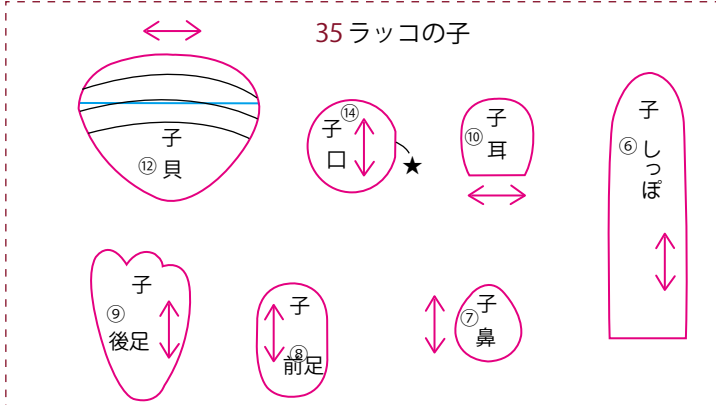 35 ラッコの子
子
⑫ 貝
⑭
子
口
★
子
⑩
耳
子
⑥ しっぽ
子
⑨
後足
子
⑧
前足
子
⑦
鼻